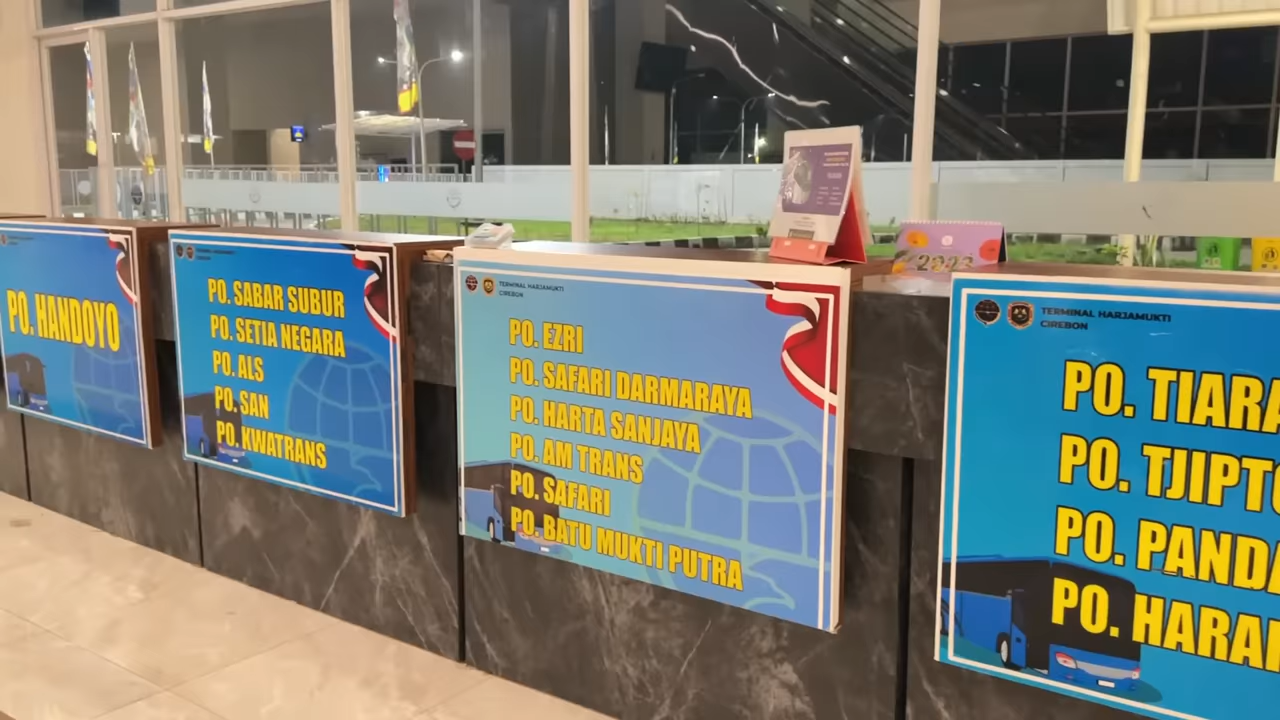 PO. HANDOYO
PO. SABAR SUBUR
PO. SETIA NEGARA
PO. ALS
PO. SAN
PO. KWATRANS
TERMINAL HARJAMUKTI
CIREBON
PO. EZRI
PO. SAFARI DARMARAYA
PO. HARTA SANJAYA
PO. AM TRANS
PO. SAFARI
PO. BATU MUKTI PUTRA
2023
TERMINAL HARJAMUKTI
CIREBON
PO. TIARA
PO. TJIPTO
PO. PANDA
PO. HARAP